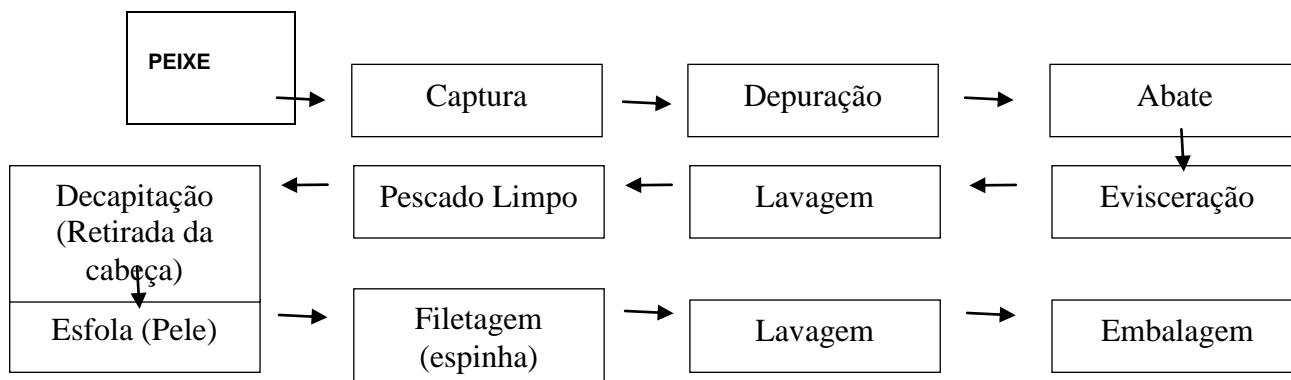 PEIXE
Captura
Depuração
Abate
Evisceração
Lavagem
Pescado Limpo
Decapitação
(Retirada da
cabeça)
Esfola (Pele)
Filetagem
(espinha)
Lavagem
Embalagem